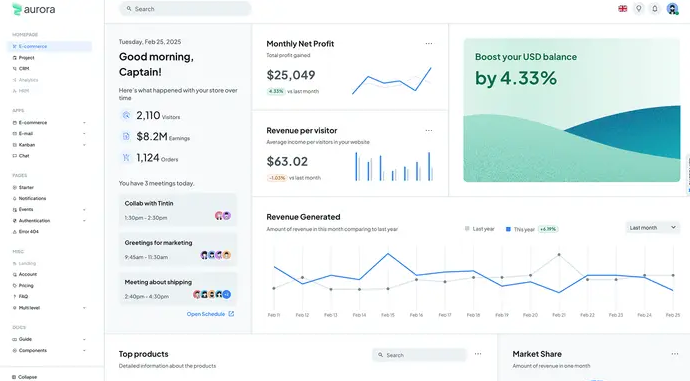 aurora
Search
HOMEPAGE
E-commerce
Project
CRM
Analytics
HRM
APPS
E-commerce
E-mail
Kanban
Chat
PAGES
Starter
Notifications
Events
Authentication
Error 404
MISC
Landing
Account
Pricing
FAQ
Multi level
DOCS
Guide
Components
Collapse
Tuesday, Feb 25, 2025
Good morning,
Captain!
Here's what happened with your store over
time
2,110 Visitors
$8.2M Earnings
1,124 Orders
You have 3 meetings today.
Collab with Tintin
1:30pm - 2:30pm
Greetings for marketing
9:45am - 11:30am
Meeting about shipping
2:40pm - 4:30pm
Open Schedule
Monthly Net Profit
Total profit gained
$25,049
4.33% vs last month
Revenue per visitor
Average income per visitors in your website
$63.02
-1.03% vs last month
Boost your USD balance
by 4.33%
Revenue Generated
Amount of revenue in this month comparing to last year
Last year
This year +6.19%
Last month
Feb 11 Feb 12 Feb 13 Feb 14 Feb 15 Feb 16 Feb 17 Feb 18 Feb 19 Feb 20 Feb 21 Feb 22 Feb 23 Feb 24 Feb 25
Top products
Detailed information about the products
Search
Market Share
Amount of revenue in one month